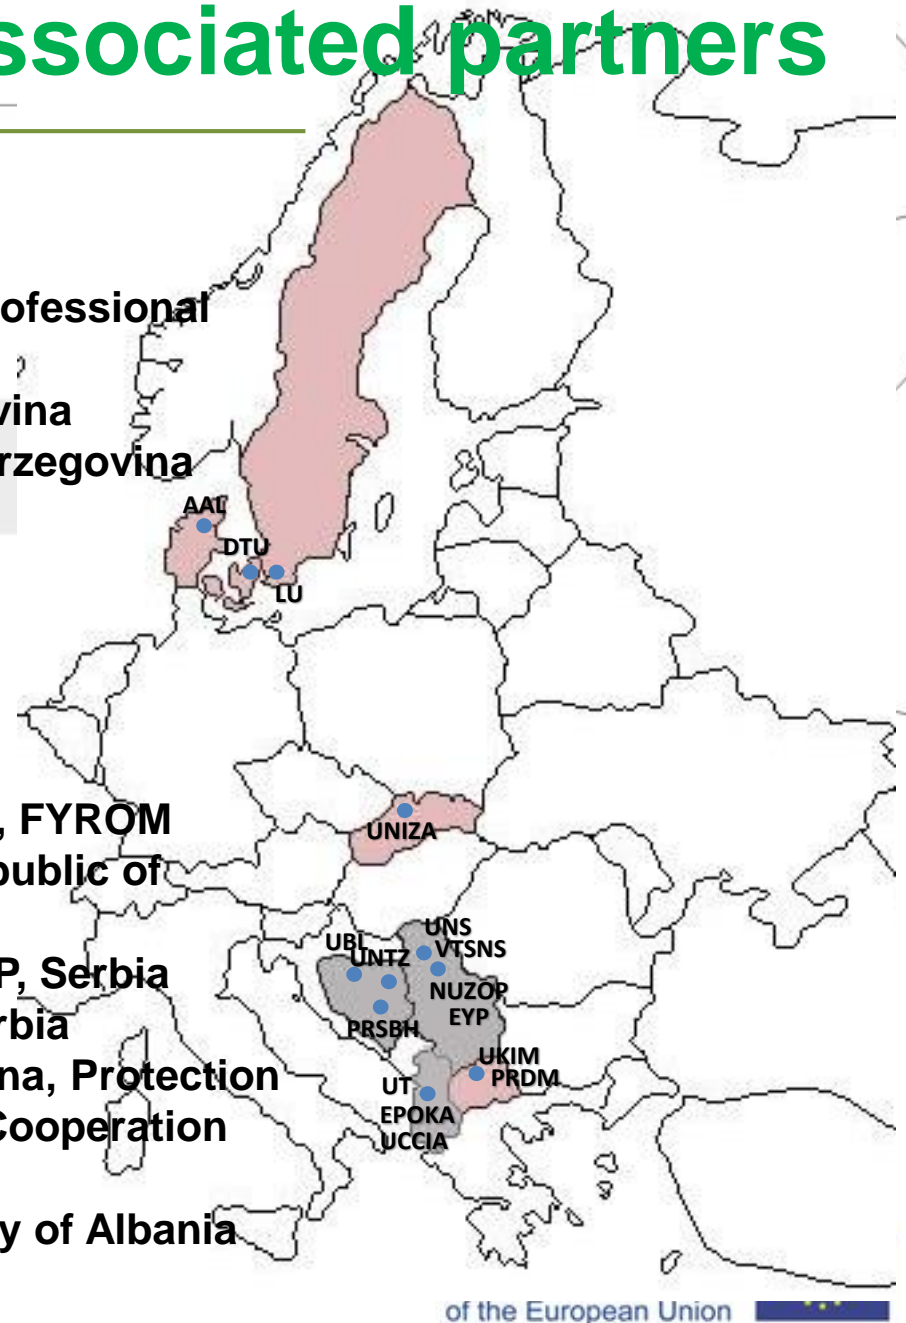 ssociated partners
ofessional
vina
rzegovina
AAL
DTU
LU
, FYROM
UNIZA
public of
UNS
UBL
VTSNS
UNTZ
P, Serbia
NUZOP
EYP
rbia
PRSBH
UKIM
na, Protection
PRDM
UT
EPOKA
Cooperation
UCCIA
y of Albania
of the European Union